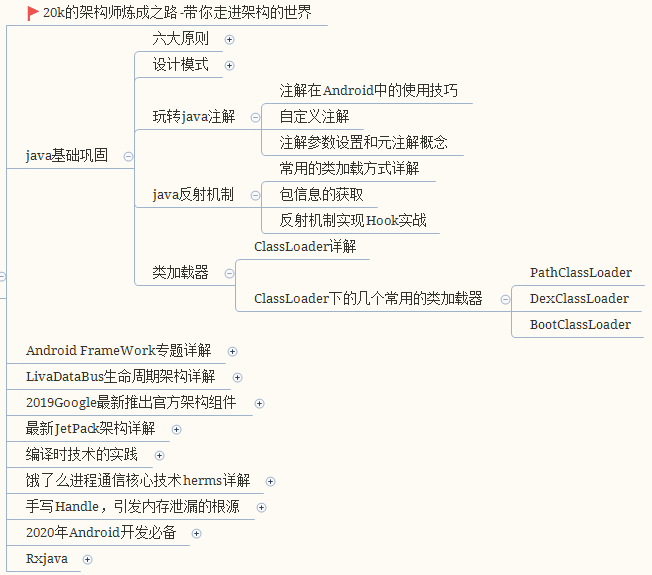 20k的架构师炼成之路-带你走进架构的世界
java基础巩固
六大原则
设计模式
玩转java注解
注解在Android中的使用技巧
自定义注解
注解参数设置和元注解概念
java反射机制
常用的类加载方式详解
包信息的获取
反射机制实现Hook实战
类加载器
ClassLoader详解
ClassLoader下的几个常用的类加载器
PathClassLoader
DexClassLoader
BootClassLoader
Android FrameWork专题详解
LivaDataBus生命周期架构详解
2019Google最新推出官方架构组件
最新JetPack架构详解
编译时技术的实践
饿了么进程通信核心技术herms详解
手写Handle，引发内存泄漏的根源
2020年Android开发必备
Rxjava